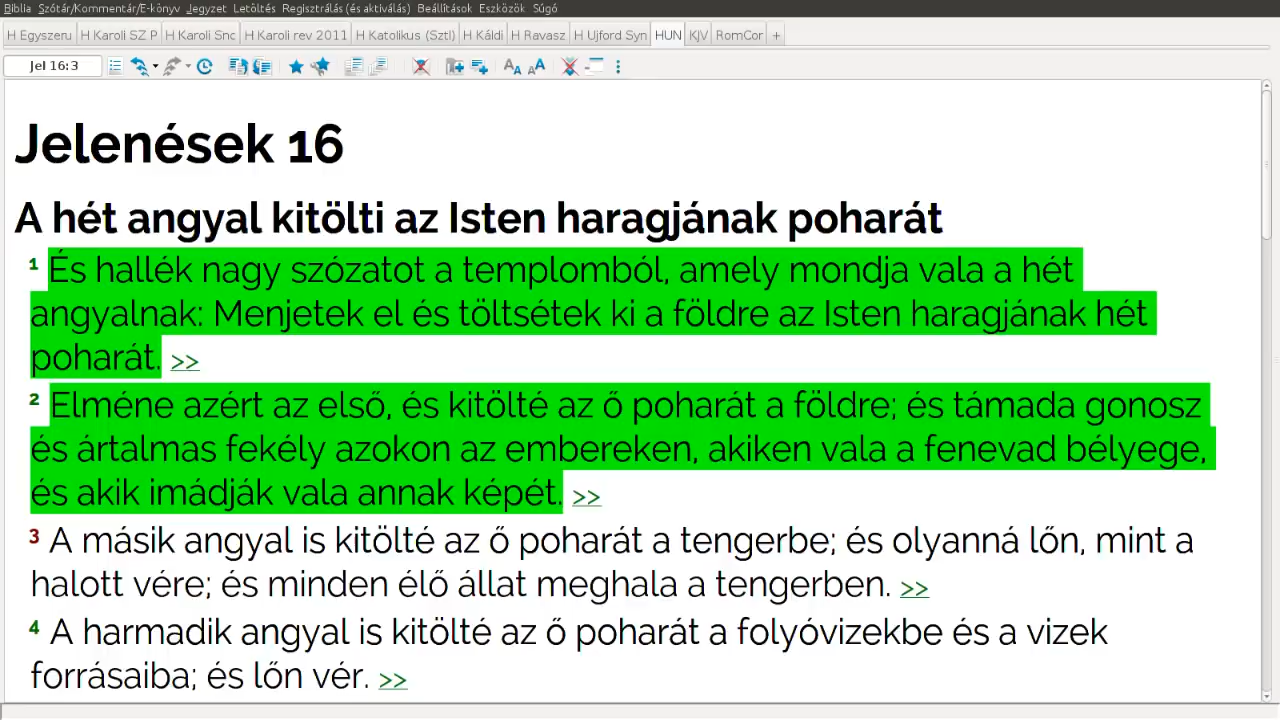 Biblia Szótár/Kommentár/E-könyv Jegyzet Letöltés Regisztrálás (és aktiválás) Beállítások Eszközök Súgó
H Egyszeru H Karoli SZ P H Karoli Snc H Karoli rev 2011 H Katolikus (Sztl) H Káldi H Ravasz H Ujford Syn HUN KJV RomCor +
Jel 16:3
Jelenések 16
A hét angyal kitölti az Isten haragjának poharát
1 És hallék nagy szózatot a templomból, amely mondja vala a hét
angyalnak: Menjetek el és töltsétek ki a földre az Isten haragjának hét
poharát. >>
2 Elméne azért az első, és kitölté az ő poharát a földre; és támada gonosz
és ártalmas fekély azokon az embereken, akiken vala a fenevad bélyege,
és akik imádják vala annak képét. >>
3 A másik angyal is kitölté az ő poharát a tengerbe; és olyanná lőn, mint a
halott vére; és minden élő állat meghala a tengerben. >>
4 A harmadik angyal is kitölté az ő poharát a folyóvizekbe és a vizek
forrásaiba; és lőn vér. >>